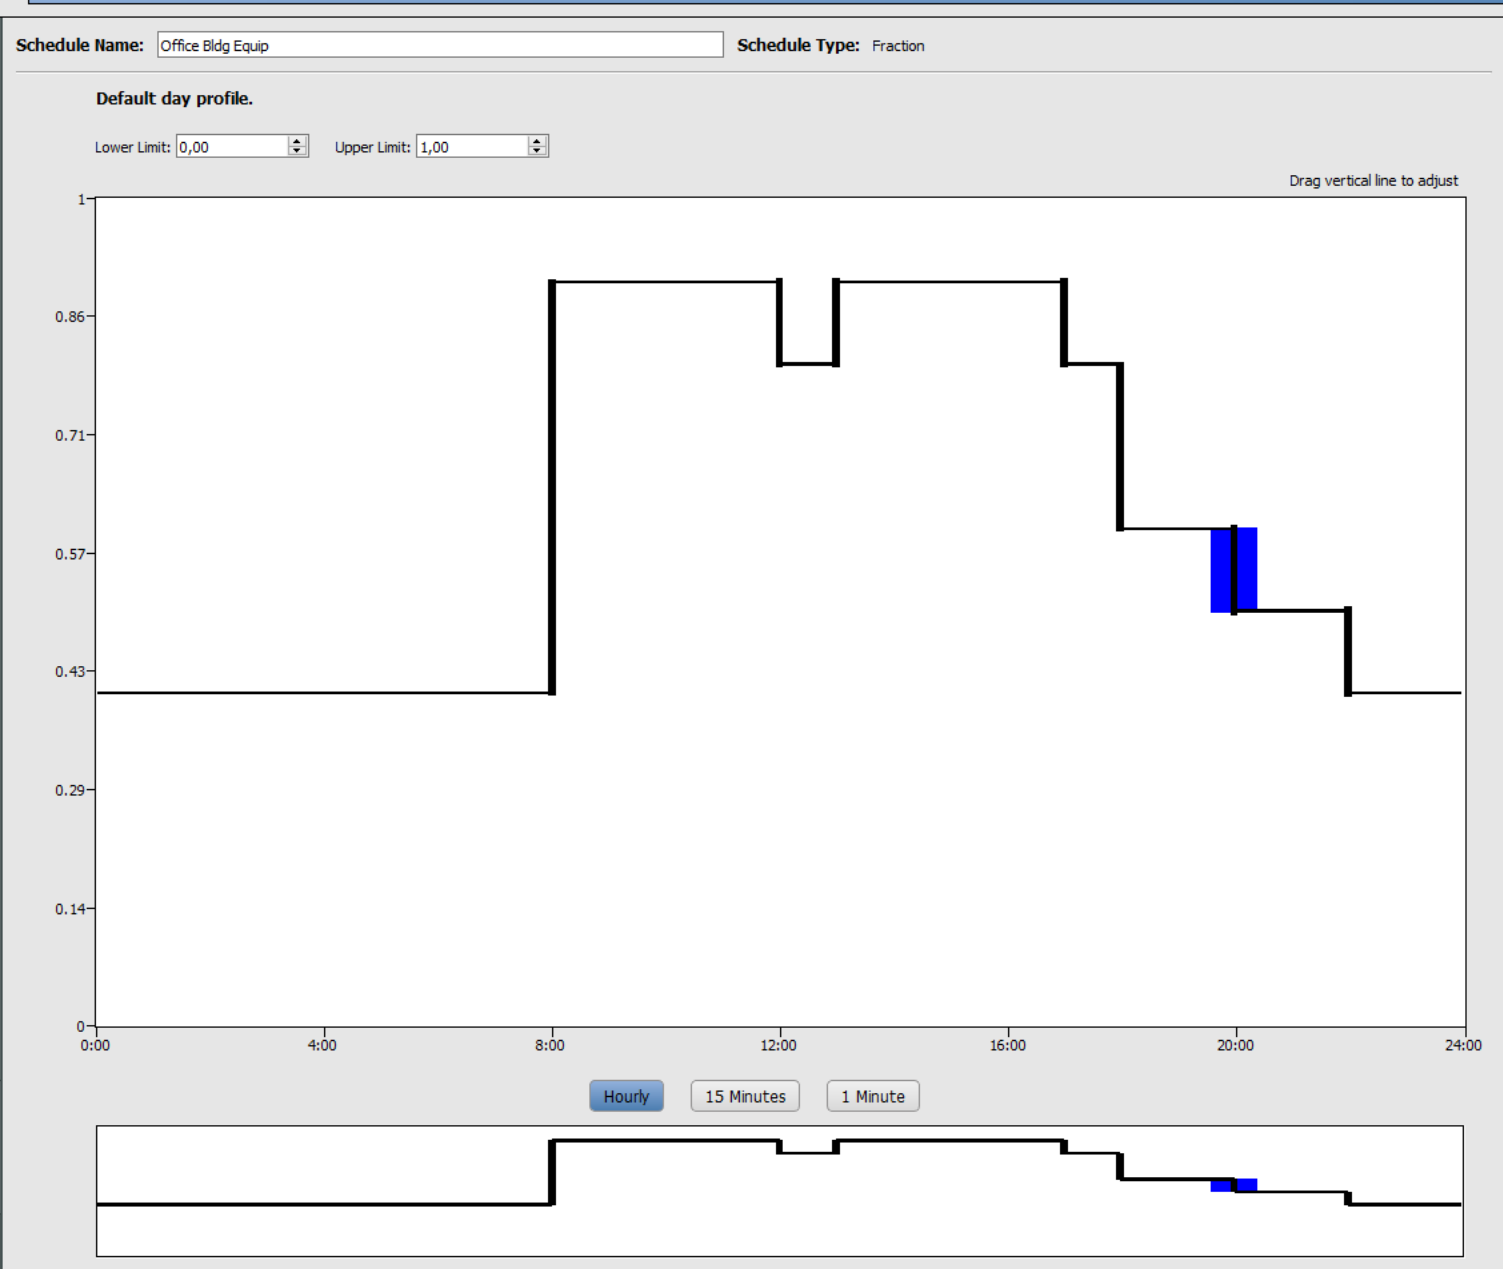 Schedule Name: Office Bldg Equip Schedule Type: Fraction
Default day profile.
Lower Limit: 0,00 Upper Limit: 1,00
Drag vertical line to adjust
1
0.86
0.71
0.57
0.43
0.29
0.14
0
0:00 4:00 8:00 12:00 16:00 20:00 24:00
Hourly 15 Minutes 1 Minute